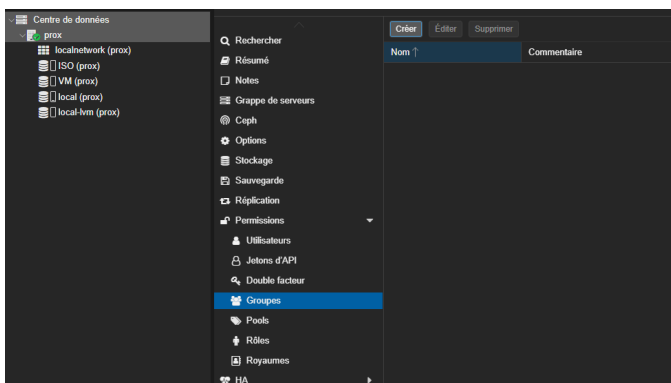 Centre de données
prox
localnetwork (prox)
ISO (prox)
VM (prox)
local (prox)
local-lvm (prox)
Rechercher
Résumé
Notes
Grappe de serveurs
Ceph
Options
Stockage
Sauvegarde
Réplication
Permissions
Utilisateurs
Jetons d'API
Double facteur
Groupes
Pools
Rôles
Royaumes
HA
Créer Éditer Supprimer
Nom ↑ Commentaire